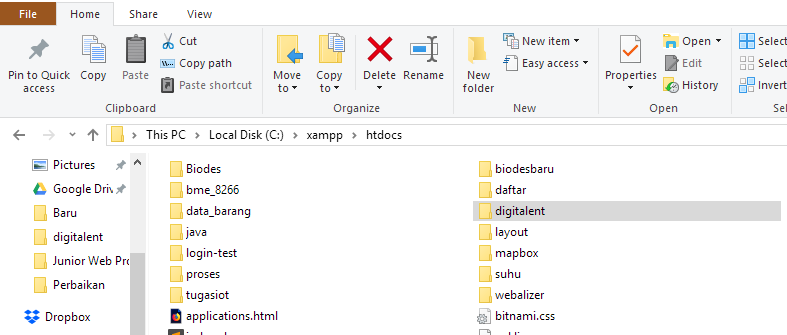 File Home Share View
Pin to Quick access
Copy
Paste
Cut
Copy path
Paste shortcut
Clipboard
Move to
Copy to
Delete
Rename
Organize
New folder
New item
Easy access
New
Properties
Open
Edit
History
Open
Select
Select
Invert
This PC Local Disk (C:) xampp htdocs
Pictures
Google Driv
Baru
digitalent
Junior Web Pro
Perbaikan
Dropbox
Biodes
bme_8266
data_barang
java
login-test
proses
tugasiot
applications.html
biodesbaru
daftar
digitalent
layout
mapbox
suhu
webalizer
bitnami.css